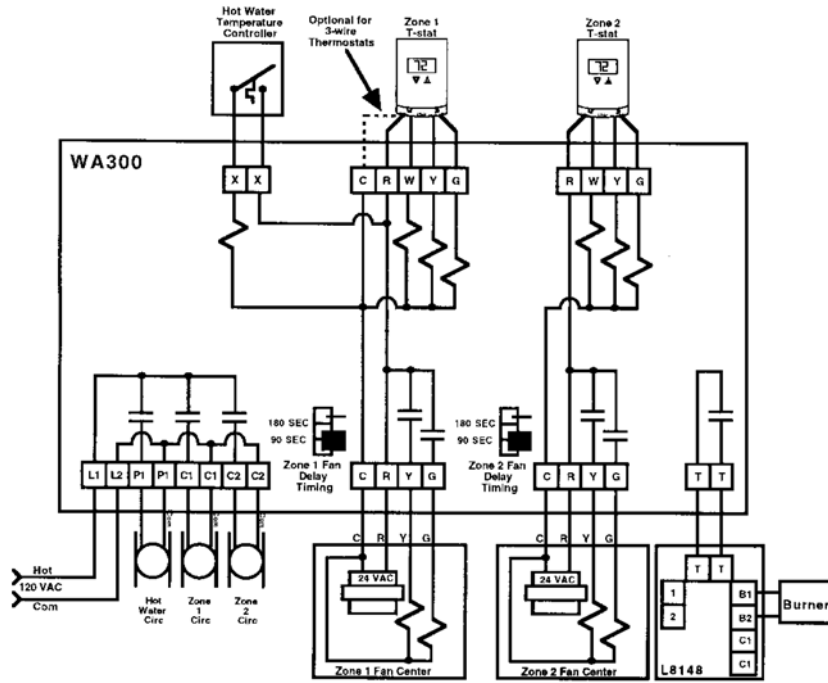 Hot Water
Temperature
Controller
Optional for
3-wire
Thermostats
Zone 1
T-stat
Zone 2
T-stat
72
72
WA300
X X
C R W Y G
R W Y G
180 SEC
90 SEC
Zone 1 Fan
Delay
Timing
180 SEC
90 SEC
Zone 2 Fan
Delay
Timing
L1 L2 P1 P1 C1 C1 C2 C2
C R Y G
C R Y G
T T
Com
Com
Com
Hot
120 VAC
Com
Hot
Water
Circ
Zone
1
Circ
Zone
2
Circ
C R Y G
24 VAC
Zone 1 Fan Center
C R Y G
24 VAC
Zone 2 Fan Center
T T
1
2
B1
B2
C1
C1
L8148
Burner